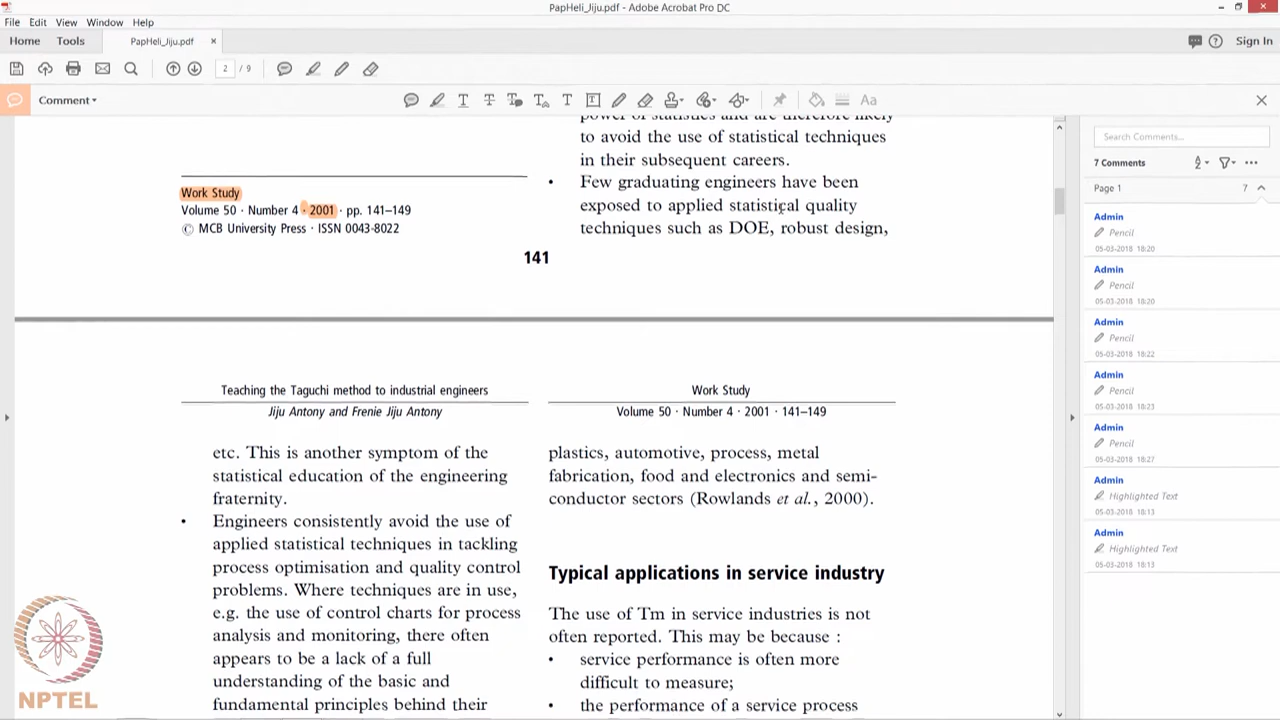 PapHeli_Jiju.pdf - Adobe Acrobat Pro DC
File Edit View Window Help
Home Tools PapHeli_Jiju.pdf × Sign In
2 / 9
Comment
Aa
power of statistics and are therefore likely
to avoid the use of statistical techniques
in their subsequent careers.
• Few graduating engineers have been
exposed to applied statistical quality
techniques such as DOE, robust design,
Work Study
Volume 50 · Number 4 · 2001 · pp. 141–149
© MCB University Press · ISSN 0043-8022
141
Teaching the Taguchi method to industrial engineers
Jiju Antony and Frenie Jiju Antony
Work Study
Volume 50 · Number 4 · 2001 · 141–149
etc. This is another symptom of the
statistical education of the engineering
fraternity.
• Engineers consistently avoid the use of
applied statistical techniques in tackling
process optimisation and quality control
problems. Where techniques are in use,
e.g. the use of control charts for process
analysis and monitoring, there often
appears to be a lack of a full
understanding of the basic and
fundamental principles behind their
plastics, automotive, process, metal
fabrication, food and electronics and semi-
conductor sectors (Rowlands et al., 2000).
Typical applications in service industry
The use of Tm in service industries is not
often reported. This may be because :
• service performance is often more
difficult to measure;
• the performance of a service process
Search Comments...
7 Comments
Page 1 7
Admin
Pencil
05-03-2018 18:20
Admin
Pencil
05-03-2018 18:20
Admin
Pencil
05-03-2018 18:22
Admin
Pencil
05-03-2018 18:23
Admin
Pencil
05-03-2018 18:27
Admin
Highlighted Text
05-03-2018 18:13
Admin
Highlighted Text
05-03-2018 18:13
NPTEL